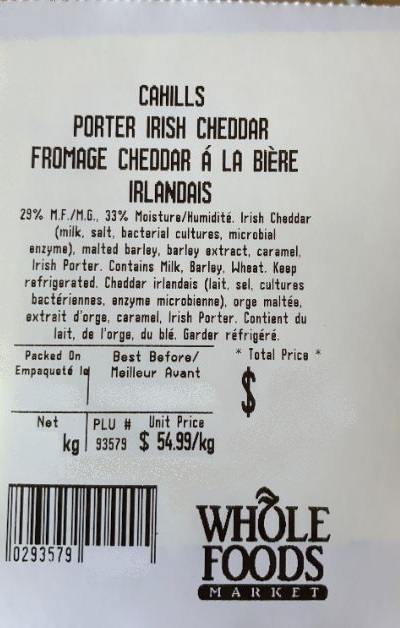 CAHILLS
PORTER IRISH CHEDDAR
FROMAGE CHEDDAR Á LA BIÈRE
IRLANDAIS
29% M.F./M.G., 33% Moisture/Humidité. Irish Cheddar
(milk, salt, bacterial cultures, microbial
enzyme), malted barley, barley extract, caramel,
Irish Porter. Contains Milk, Barley, Wheat. Keep
refrigerated. Cheddar irlandais (lait, sel, cultures
bactériennes, enzyme microbienne), orge maltée,
extrait d'orge, caramel, Irish Porter. Contient du
lait, de l'orge, du blé. Garder réfrigéré.
Packed On Best Before/ * Total Price *
Empaqueté le Meilleur Avant
$
Net PLU # Unit Price
kg 93579 $ 54.99/kg
0293579
WHOLE
FOODS
MARKET